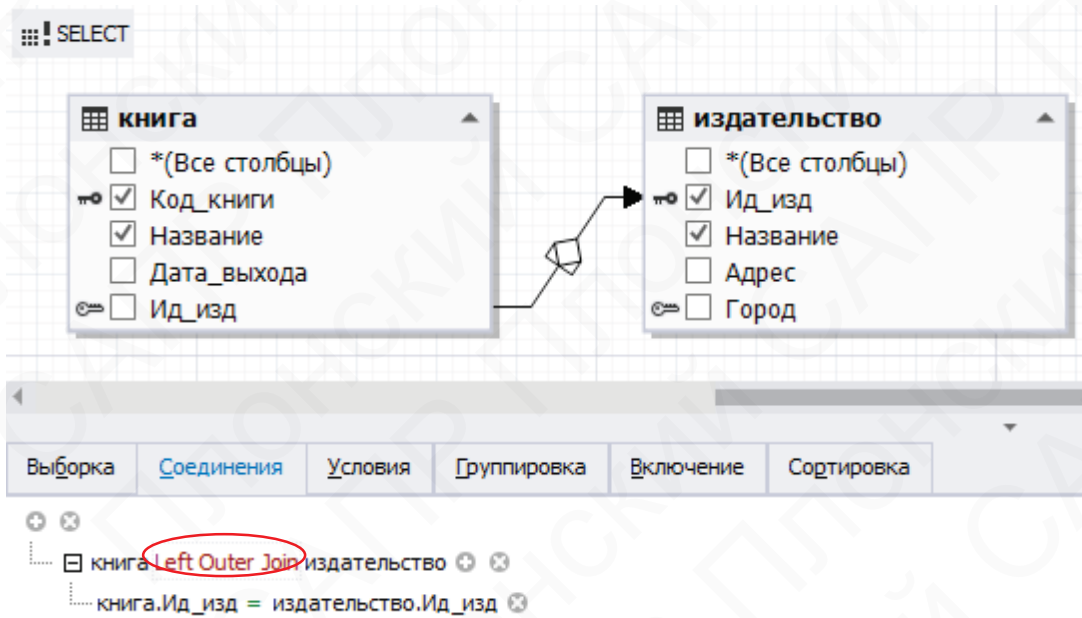 SELECT
книга
*(Все столбцы)
Код_книги
Название
Дата_выхода
Ид_изд
издательство
*(Все столбцы)
Ид_изд
Название
Адрес
Город
Выборка Соединения Условия Группировка Включение Сортировка
книга Left Outer Join издательство
книга.Ид_изд = издательство.Ид_изд